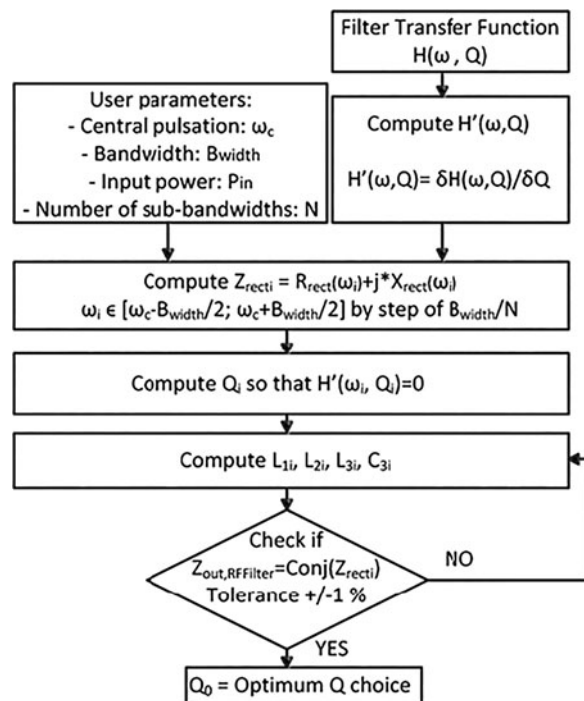 Filter Transfer Function
H(ω , Q)
User parameters:
- Central pulsation: ωc
- Bandwidth: Bwidth
- Input power: Pin
- Number of sub-bandwidths: N
Compute H'(ω,Q)
H'(ω,Q)= δH(ω,Q)/δQ
Compute Zrecti = Rrect(ωi)+j*Xrect(ωi)
ωi ϵ [ωc-Bwidth/2; ωc+Bwidth/2] by step of Bwidth/N
Compute Qi so that H'(ωi, Qi)=0
Compute L1i, L2i, L3i, C3i
Check if
Zout,RFFilter=Conj(Zrecti)
Tolerance +/-1 %
NO
YES
Q0 = Optimum Q choice